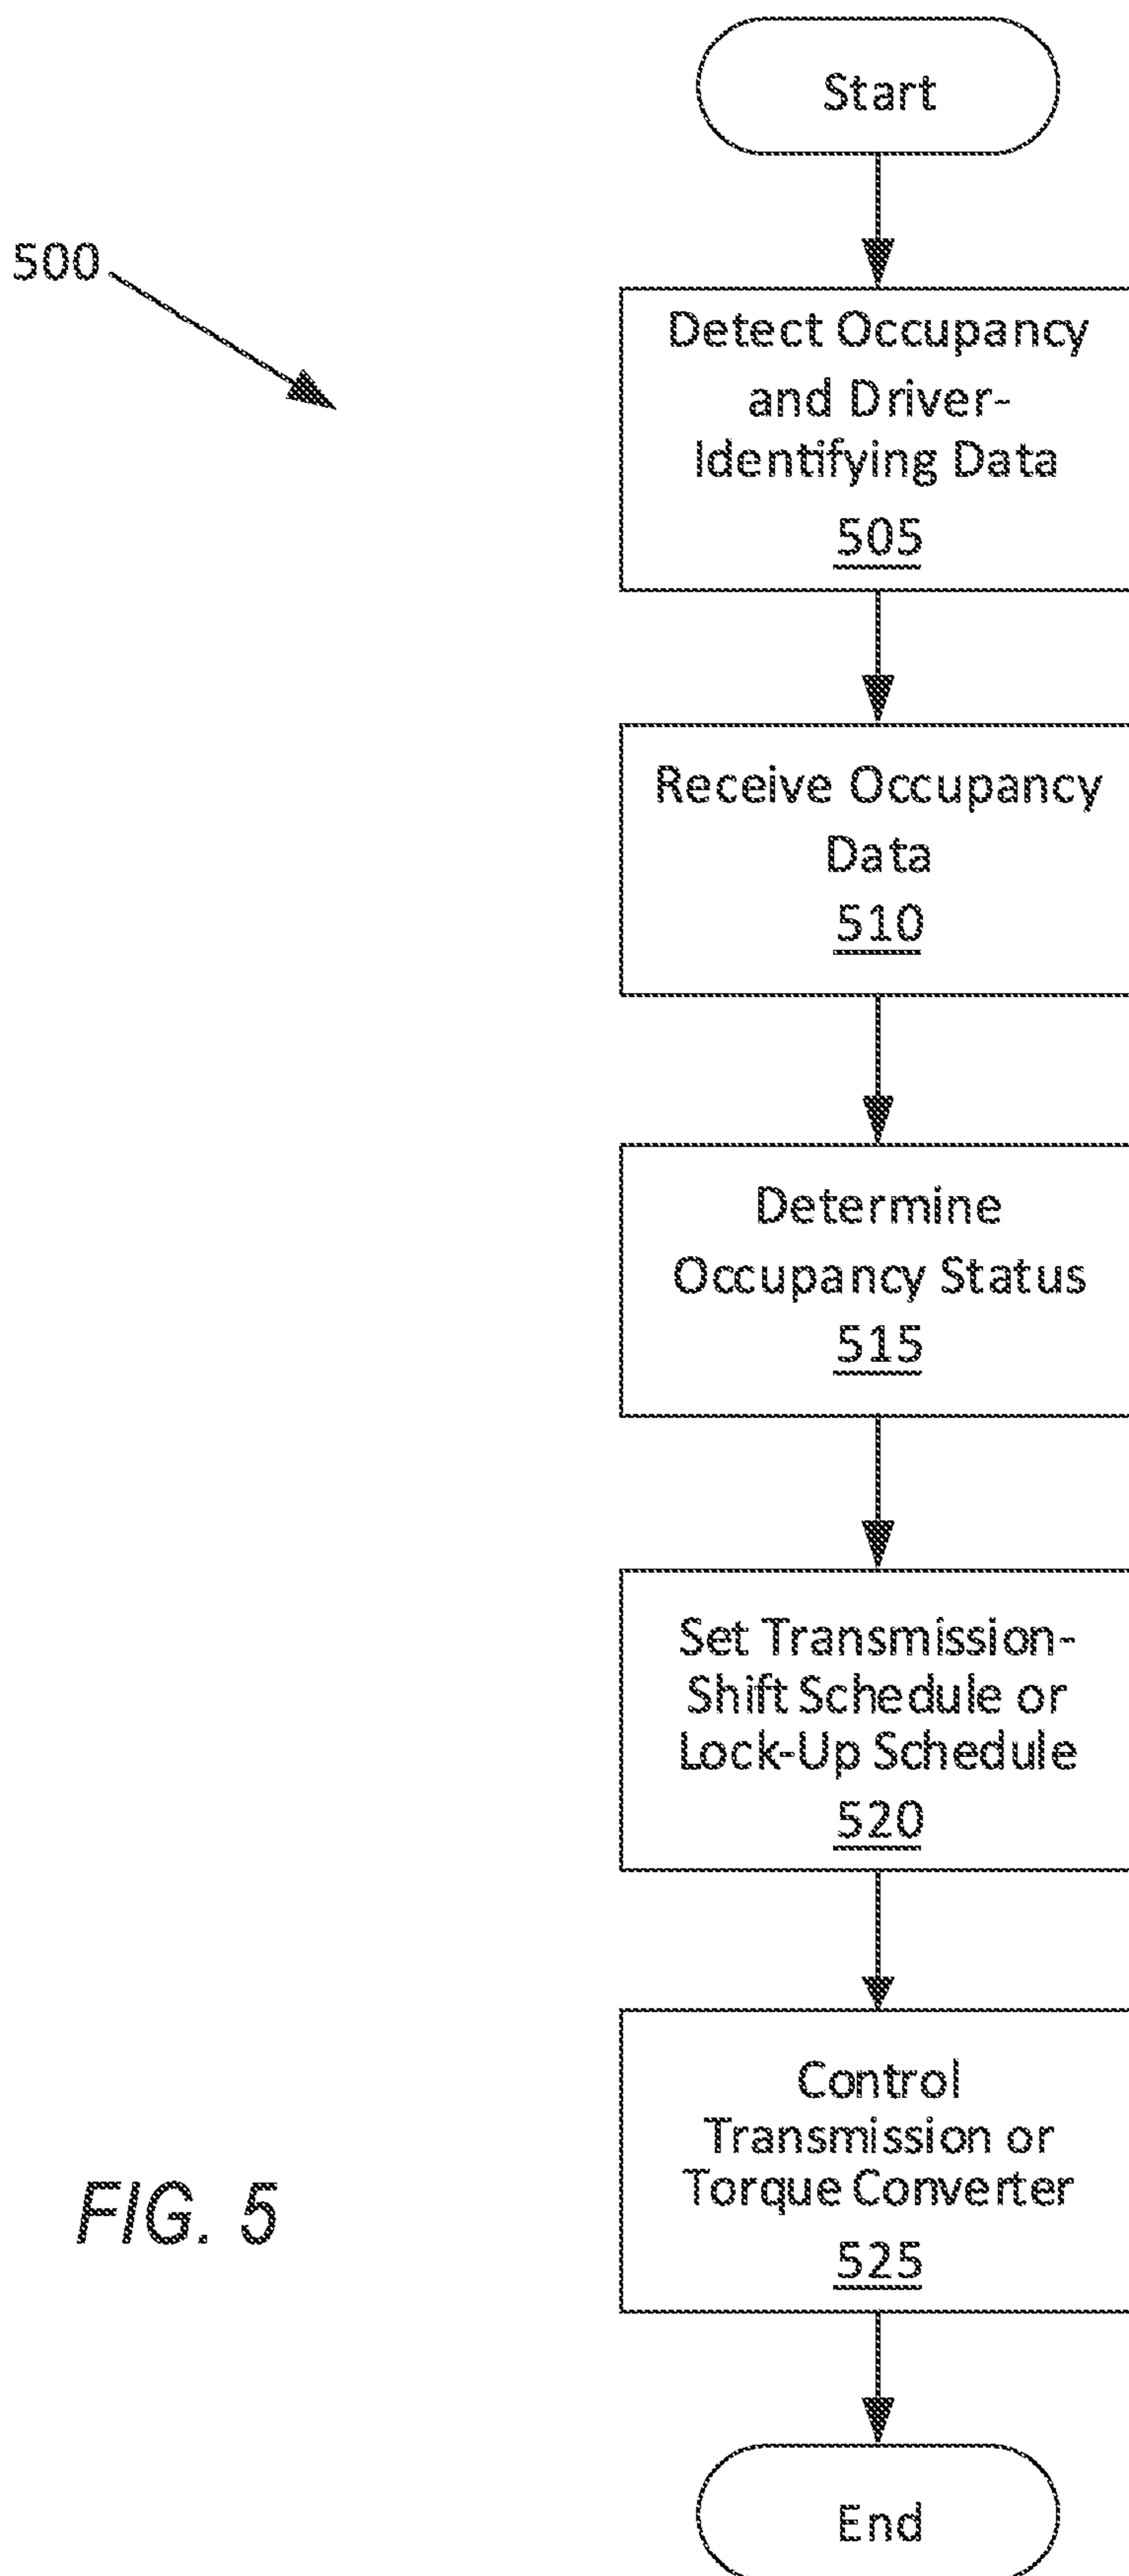 Start
500
Detect Occupancy
and Driver-
Identifying Data
505
Receive Occupancy
Data
510
Determine
Occupancy Status
515
Set Transmission-
Shift Schedule or
Lock-Up Schedule
520
Control
Transmission or
Torque Converter
525
FIG. 5
End